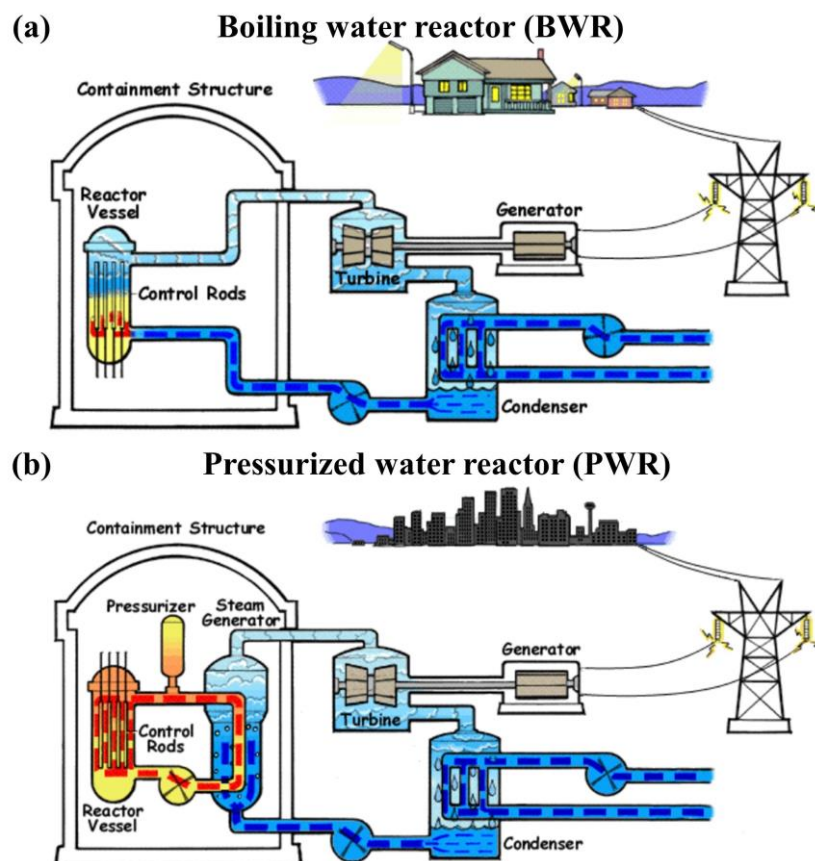 (a) Boiling water reactor (BWR)
Containment Structure
Reactor
Vessel
Generator
Control Rods
Turbine
Condenser
(b) Pressurized water reactor (PWR)
Containment Structure
Pressurizer
Steam
Generator
Generator
Turbine
Control
Rods
Reactor
Vessel
Condenser